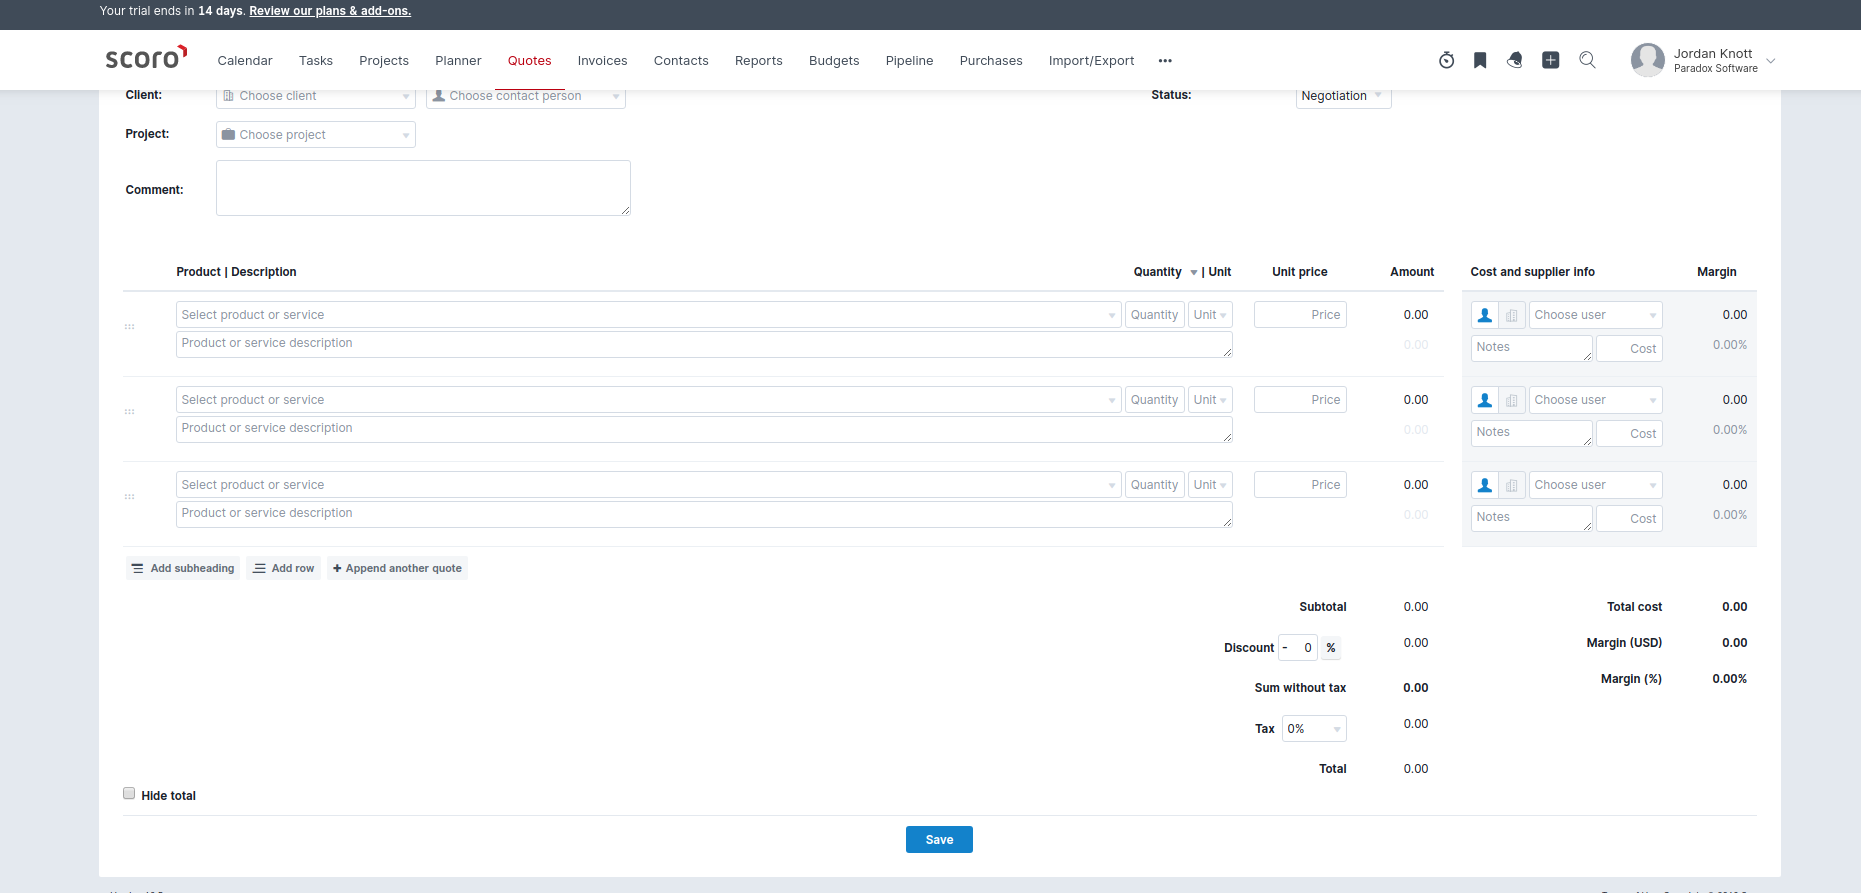 Your trial ends in 14 days. Review our plans & add-ons.
scoro Calendar Tasks Projects Planner Quotes Invoices Contacts Reports Budgets Pipeline Purchases Import/Export ••• Jordan Knott
Paradox Software
Client: Choose client Choose contact person Status: Negotiation
Project: Choose project
Comment:
Product | Description Quantity | Unit Unit price Amount Cost and supplier info Margin
Select product or service Quantity Unit Price 0.00 Choose user 0.00
Product or service description 0.00 Notes Cost 0.00%
Select product or service Quantity Unit Price 0.00 Choose user 0.00
Product or service description 0.00 Notes Cost 0.00%
Select product or service Quantity Unit Price 0.00 Choose user 0.00
Product or service description 0.00 Notes Cost 0.00%
Add subheading Add row + Append another quote
Subtotal 0.00 Total cost 0.00
Discount - 0 % 0.00 Margin (USD) 0.00
Sum without tax 0.00 Margin (%) 0.00%
Tax 0% 0.00
Total 0.00
Hide total
Save